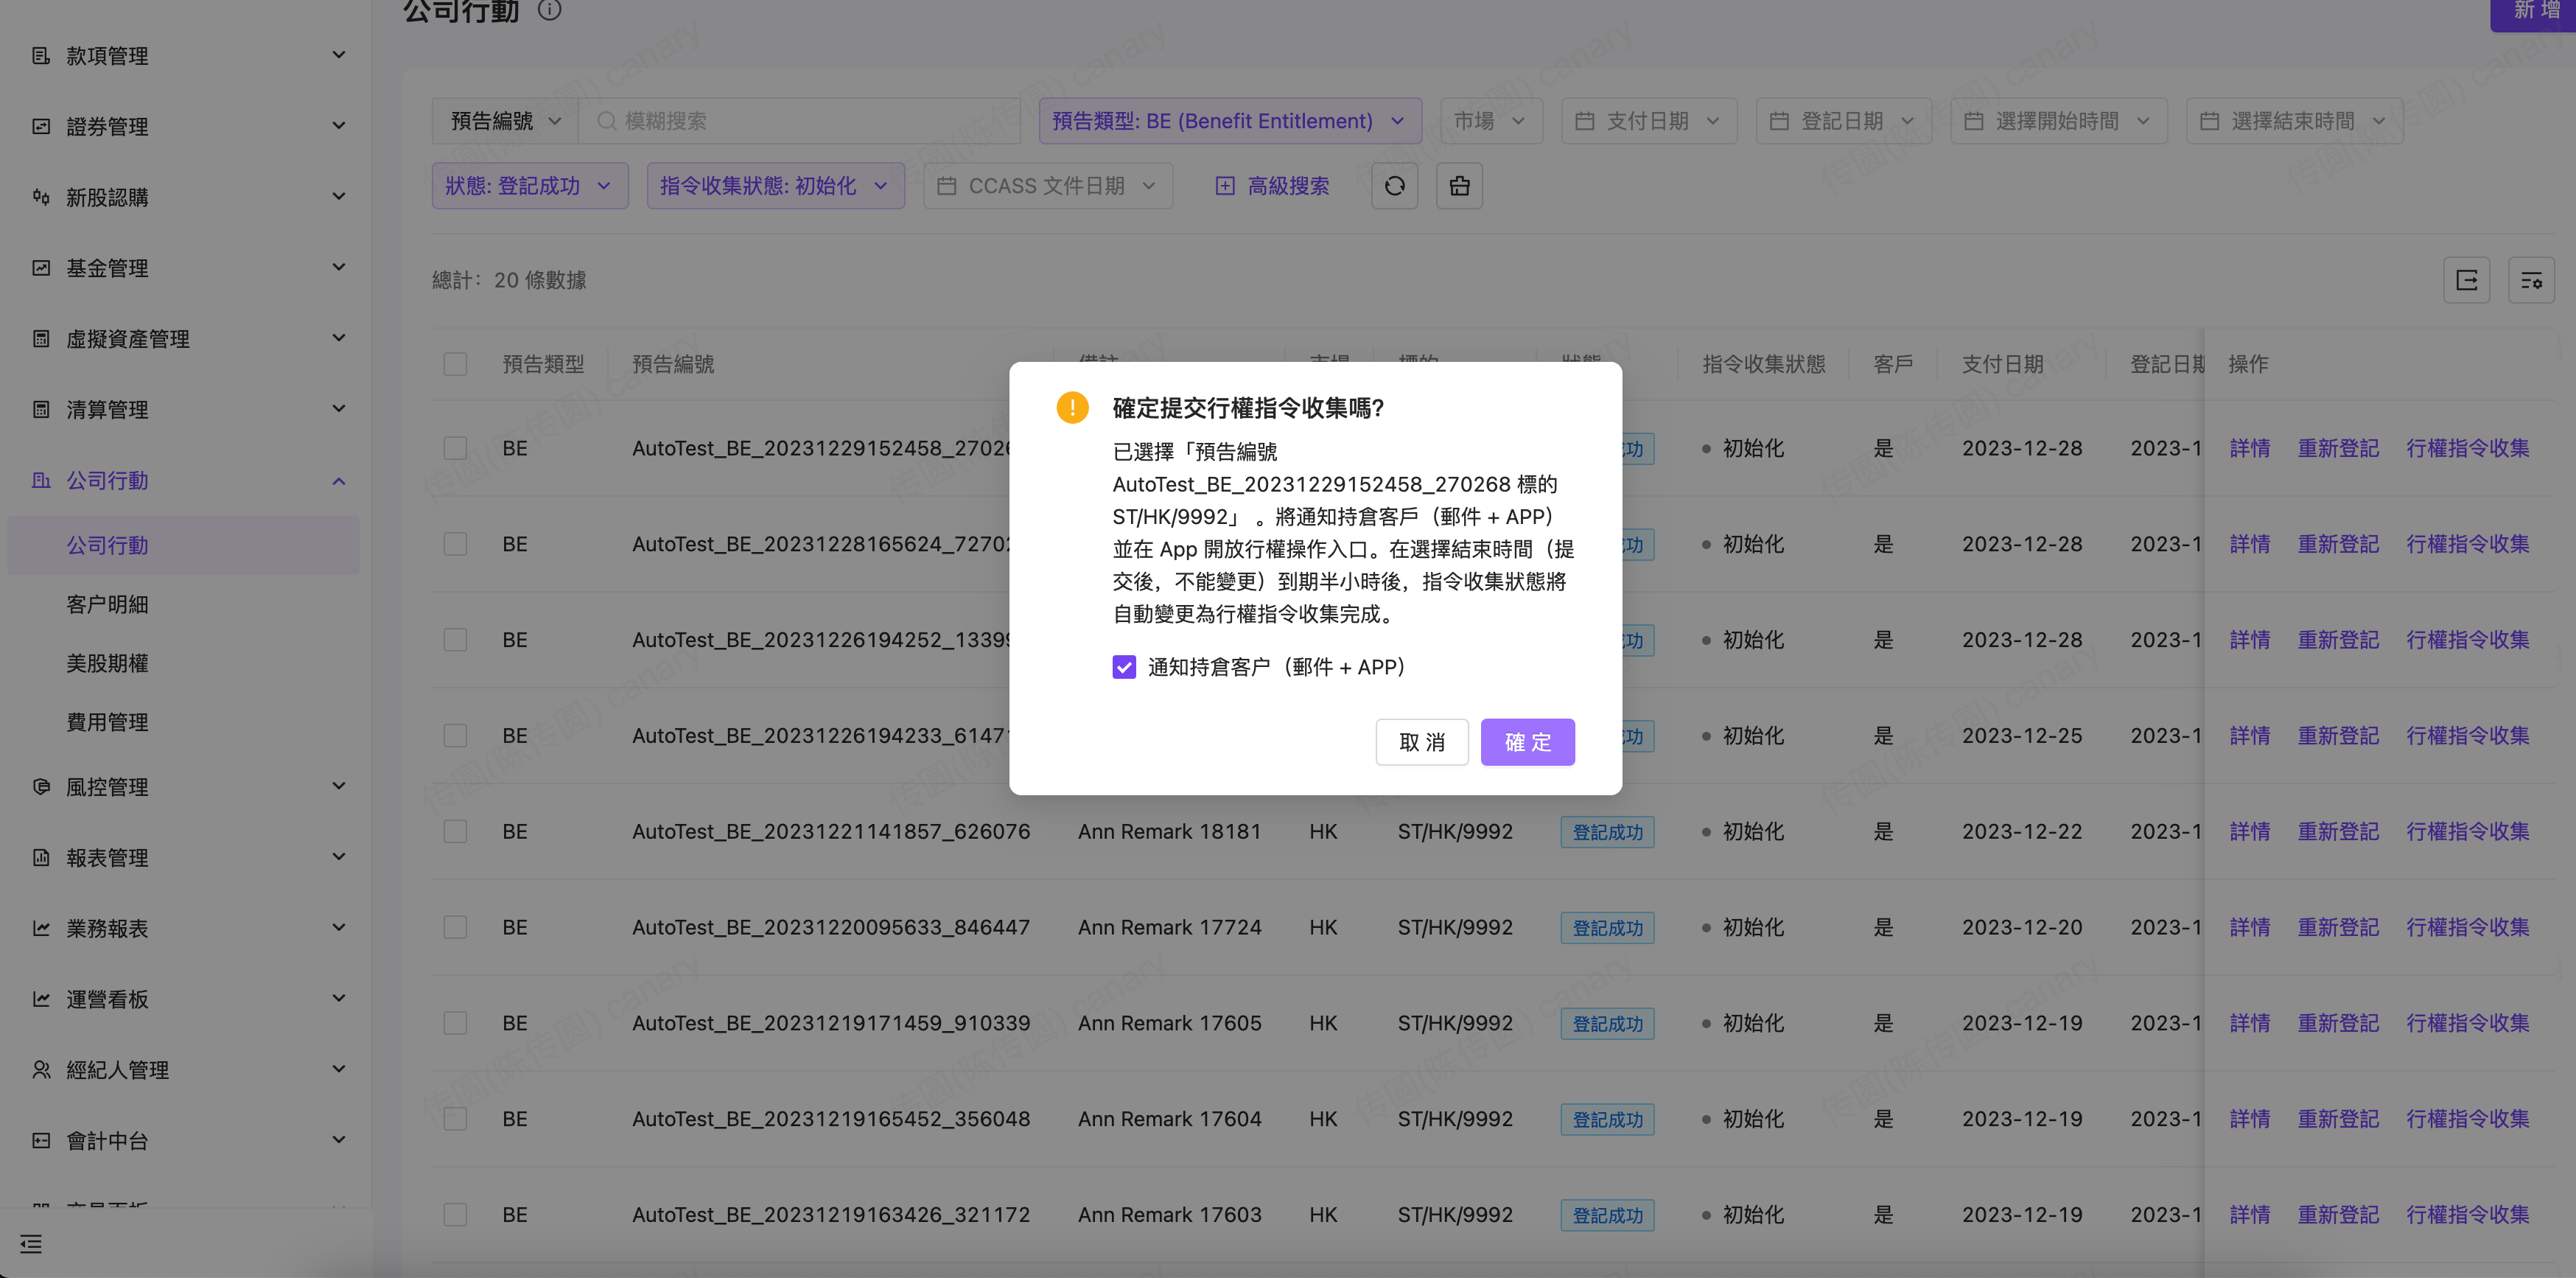 公司行動
新增
款項管理
證券管理
新股認購
基金管理
虛擬資產管理
清算管理
公司行動
公司行動
客户明細
美股期權
費用管理
風控管理
報表管理
業務報表
運營看板
經紀人管理
會計中台
預告編號 模糊搜索 預告類型: BE (Benefit Entitlement) 市場 支付日期 登記日期 選擇開始時間 選擇結束時間
狀態: 登記成功 指令收集狀態: 初始化 CCASS 文件日期 高級搜索
總計：20 條數據
預告類型 預告編號 備註 市場 標的 狀態 指令收集狀態 客戶 支付日期 登記日期 操作
BE AutoTest_BE_20231229152458_27026 功 初始化 是 2023-12-28 2023-1 詳情 重新登記 行權指令收集
BE AutoTest_BE_20231228165624_72702 功 初始化 是 2023-12-28 2023-1 詳情 重新登記 行權指令收集
BE AutoTest_BE_20231226194252_13399 功 初始化 是 2023-12-28 2023-1 詳情 重新登記 行權指令收集
BE AutoTest_BE_20231226194233_6147 功 初始化 是 2023-12-25 2023-1 詳情 重新登記 行權指令收集
BE AutoTest_BE_20231221141857_626076 Ann Remark 18181 HK ST/HK/9992 登記成功 初始化 是 2023-12-22 2023-1 詳情 重新登記 行權指令收集
BE AutoTest_BE_20231220095633_846447 Ann Remark 17724 HK ST/HK/9992 登記成功 初始化 是 2023-12-20 2023-1 詳情 重新登記 行權指令收集
BE AutoTest_BE_20231219171459_910339 Ann Remark 17605 HK ST/HK/9992 登記成功 初始化 是 2023-12-19 2023-1 詳情 重新登記 行權指令收集
BE AutoTest_BE_20231219165452_356048 Ann Remark 17604 HK ST/HK/9992 登記成功 初始化 是 2023-12-19 2023-1 詳情 重新登記 行權指令收集
BE AutoTest_BE_20231219163426_321172 Ann Remark 17603 HK ST/HK/9992 登記成功 初始化 是 2023-12-19 2023-1 詳情 重新登記 行權指令收集
確定提交行權指令收集嗎?
已選擇「預告編號
AutoTest_BE_20231229152458_270268 標的
ST/HK/9992」 。將通知持倉客戶（郵件 + APP）
並在 App 開放行權操作入口。在選擇結束時間（提
交後，不能變更）到期半小時後，指令收集狀態將
自動變更為行權指令收集完成。
通知持倉客户（郵件 + APP）
取消 確定
传圆(陈传圆) canary